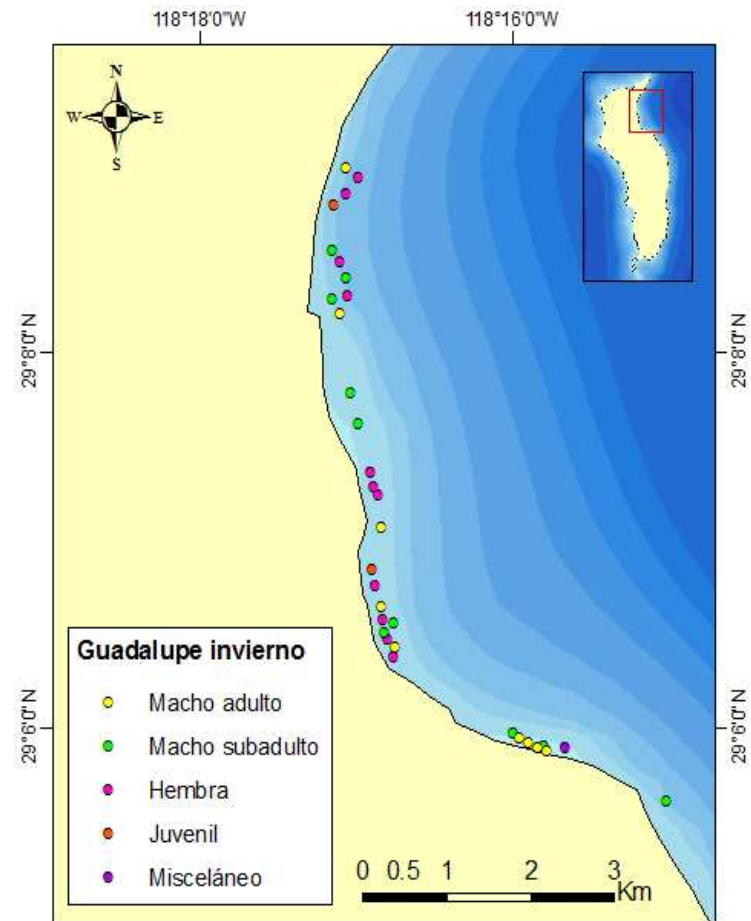 118°18'0"W 118°16'0"W
N
W E
S
29°8'0"N 29°8'0"N
29°6'0"N 29°6'0"N
Guadalupe invierno
Macho adulto
Macho subadulto
Hembra
Juvenil
Misceláneo
0 0.5 1 2 3
Km